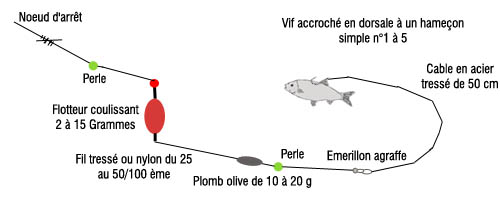 Noeud d'arrêt
Vif accroché en dorsale à un hameçon
simple n°1 à 5
Perle
Cable en acier
tressé de 50 cm
Flotteur coulissant
2 à 15 Grammes
Fil tressé ou nylon du 25
au 50/100 ème
Perle
Emerillon agraffe
Plomb olive de 10 à 20 g